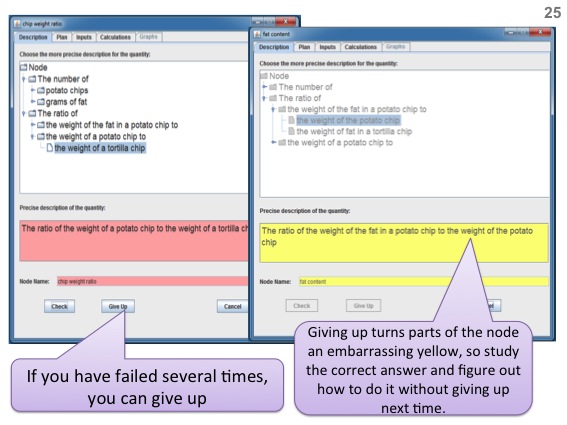 25
chip weight ratio
Description Plan Inputs Calculations Graphs
Choose the more precise description for the quantity:
Node
The number of
potato chips
grams of fat
The ratio of
the weight of the fat in a potato chip to
the weight of a potato chip to
the weight of a tortilla chip
Precise description of the quantity:
The ratio of the weight of a potato chip to the weight of a tortilla ch
Node Name: chip weight ratio
Check Give Up Cancel
fat content
Description Plan Inputs Calculations Graphs
Choose the more precise description for the quantity:
Node
The number of
The ratio of
the weight of the fat in a potato chip to
the weight of the potato chip
the weight of fat in a tortilla chip
the weight of a potato chip to
Precise description of the quantity:
The ratio of the weight of the fat in a potato chip to the weight of the potato
chip
Node Name: fat content
Check Give Up el
If you have failed several times,
you can give up
Giving up turns parts of the node
an embarrassing yellow, so study
the correct answer and figure out
how to do it without giving up
next time.